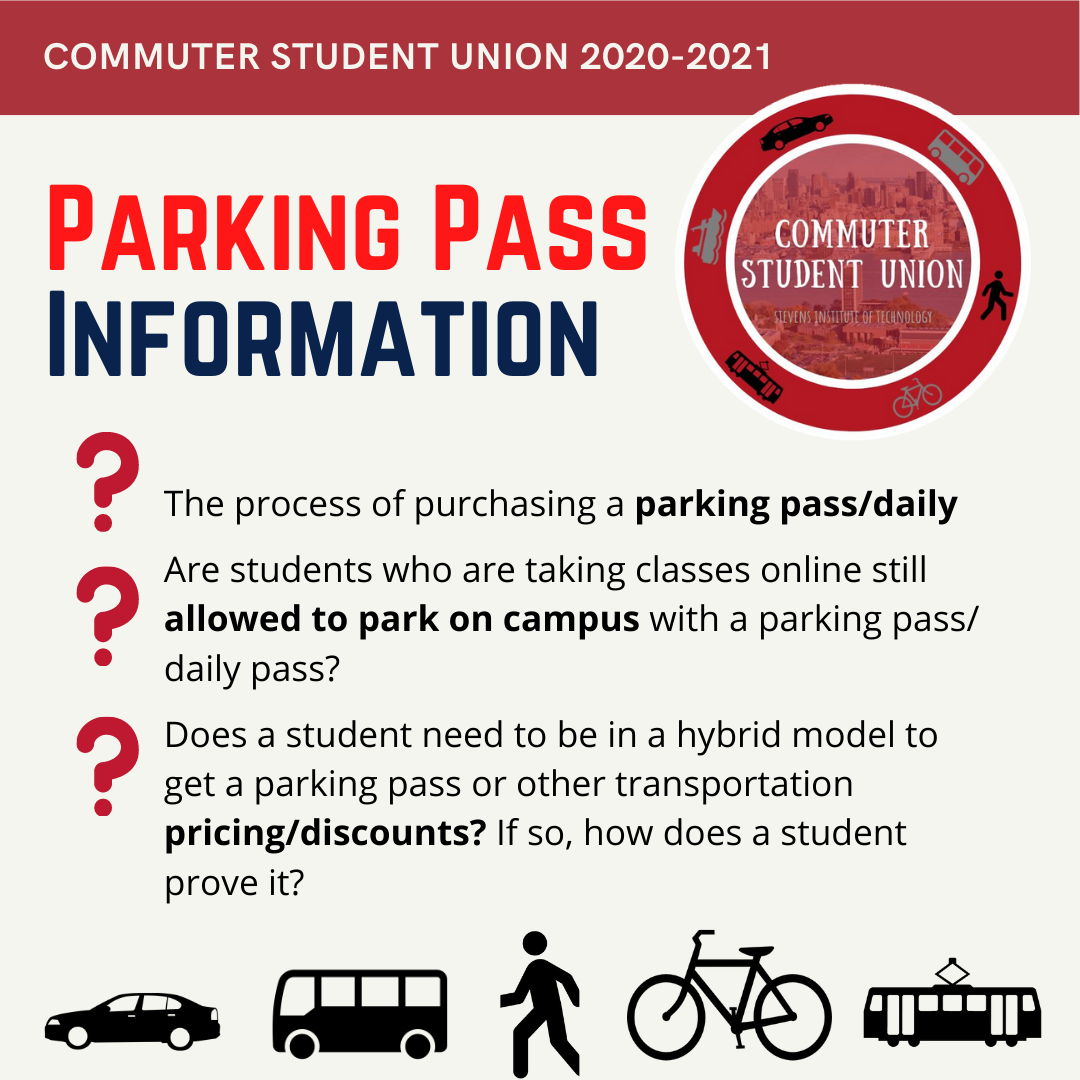 COMMUTER STUDENT UNION 2020-2021
PARKING PASS
INFORMATION
COMMUTER
STUDENT UNION
STEVENS INSTITUTE OF TECHNOLOGY
? The process of purchasing a parking pass/daily
? Are students who are taking classes online still
allowed to park on campus with a parking pass/
daily pass?
? Does a student need to be in a hybrid model to
get a parking pass or other transportation
pricing/discounts? If so, how does a student
prove it?